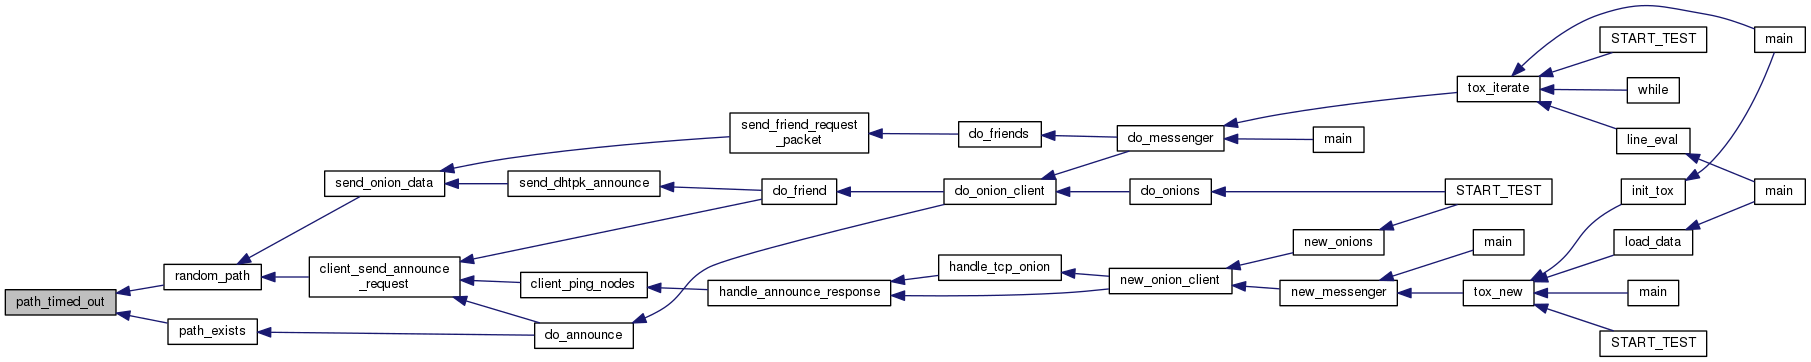 main
START_TEST
tox_iterate
while
send_friend_request
_packet
do_friends
do_messenger
main
line_eval
send_onion_data
send_dhtpk_announce
do_friend
do_onion_client
do_onions
START_TEST
init_tox
main
new_onions
main
load_data
random_path
client_send_announce
_request
client_ping_nodes
handle_tcp_onion
handle_announce_response
new_onion_client
new_messenger
tox_new
main
path_timed_out
path_exists
do_announce
START_TEST